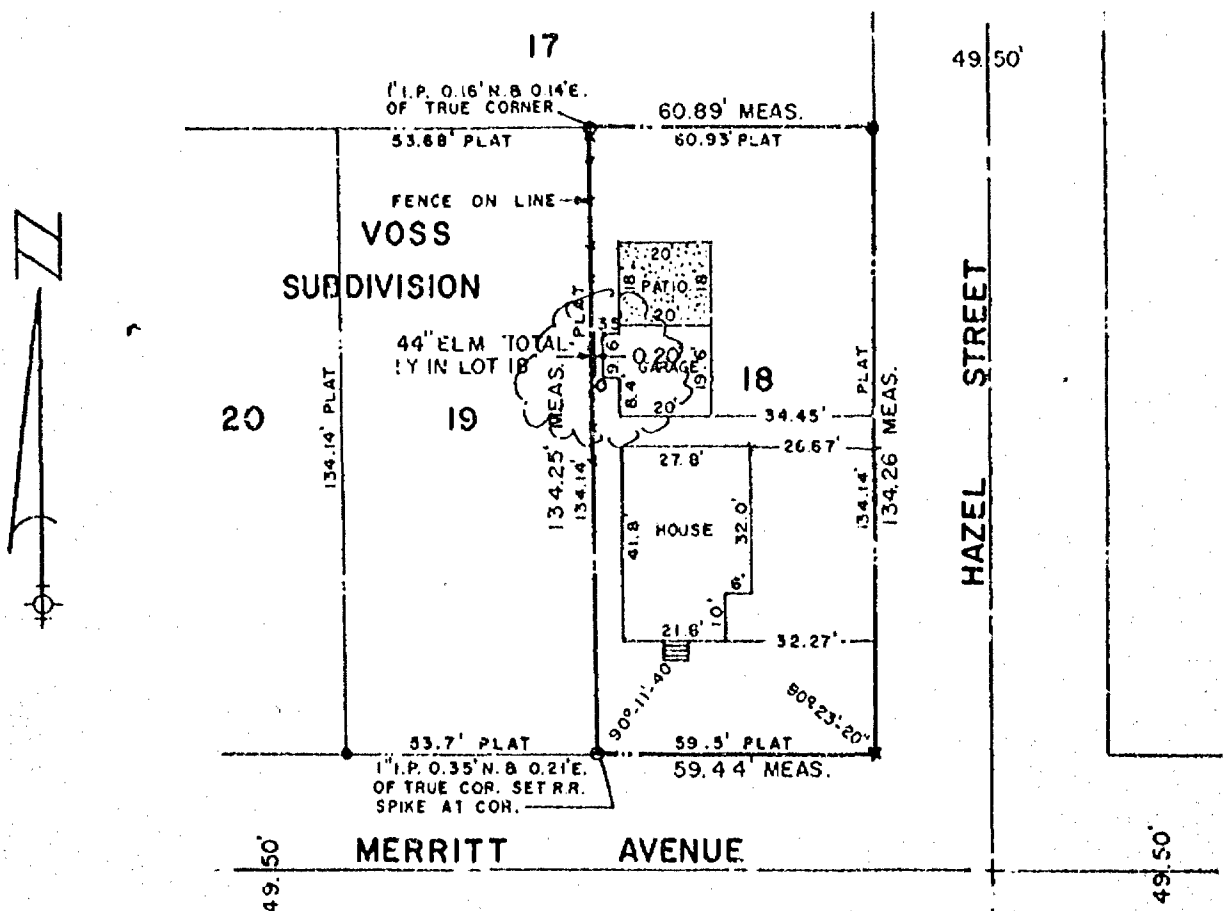 17
49.50'
1" I.P. 0.16' N. & 0.14' E.
OF TRUE CORNER
60.89' MEAS.
53.68' PLAT
60.93' PLAT
FENCE ON LINE
N
VOSS
SUBDIVISION
20'
18'
PATIO
18
20'
PLAT
44" ELM TOTAL-
LY IN LOT 18
0.20'
19.6
GARAGE
19.6
8.4'
20'
18
PLAT
34.45'
20
19
134.14' PLAT
134.25' MEAS.
134.14'
26.67'
27.8'
134.14'
134.26 MEAS.
HAZEL STREET
HOUSE
41.8'
32.0'
6'
10'
21.8'
32.27'
90°-11'-40"
53.7' PLAT
59.5' PLAT
59.44' MEAS.
1" I.P. 0.35' N. & 0.21' E.
OF TRUE COR. SET R.R.
SPIKE AT COR.
MERRITT AVENUE
49.50'
49.50'